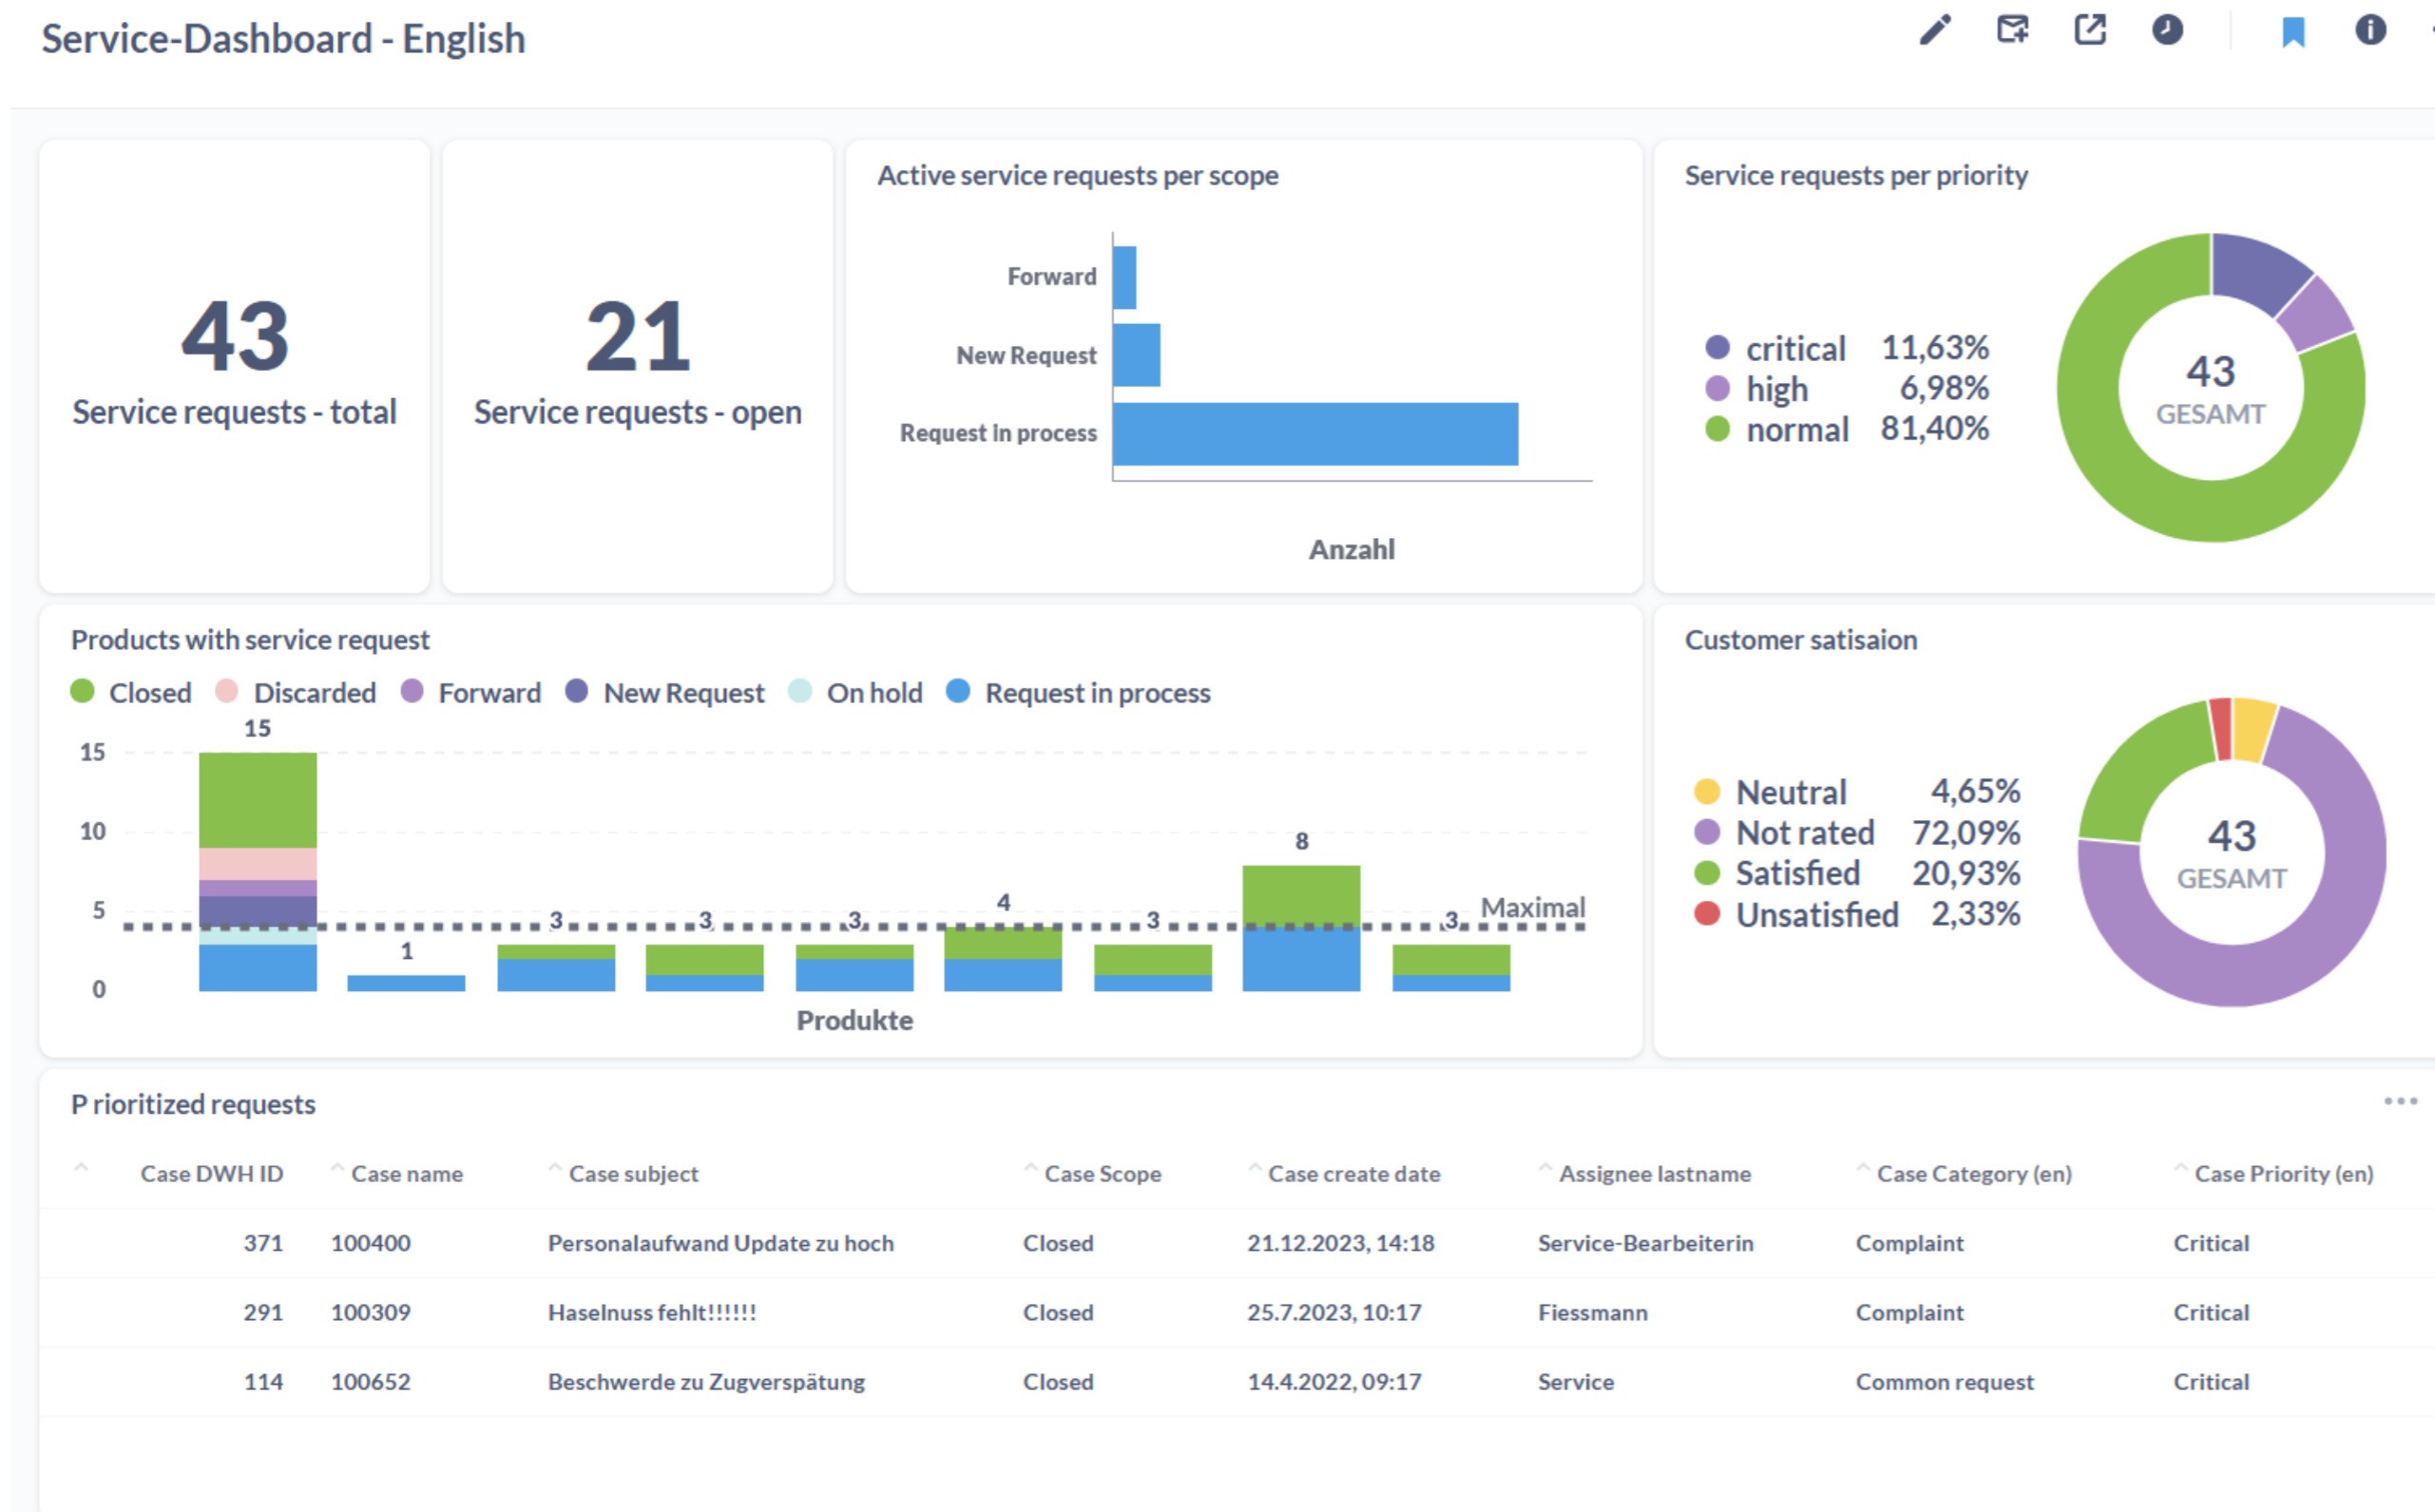 Service-Dashboard - English
43
Service requests - total
21
Service requests - open
Active service requests per scope
Forward
New Request
Request in process
Anzahl
Service requests per priority
critical 11,63%
high 6,98%
normal 81,40%
43
GESAMT
Products with service request
Closed Discarded Forward New Request On hold Request in process
15
15
10
5
0
1
3
3
3
4
3
8
3
Maximal
Produkte
Customer satisaion
Neutral 4,65%
Not rated 72,09%
Satisfied 20,93%
Unsatisfied 2,33%
43
GESAMT
P rioritized requests
Case DWH ID Case name Case subject Case Scope Case create date Assignee lastname Case Category (en) Case Priority (en)
371 100400 Personalaufwand Update zu hoch Closed 21.12.2023, 14:18 Service-Bearbeiterin Complaint Critical
291 100309 Haselnuss fehlt!!!!!! Closed 25.7.2023, 10:17 Fiessmann Complaint Critical
114 100652 Beschwerde zu Zugverspätung Closed 14.4.2022, 09:17 Service Common request Critical